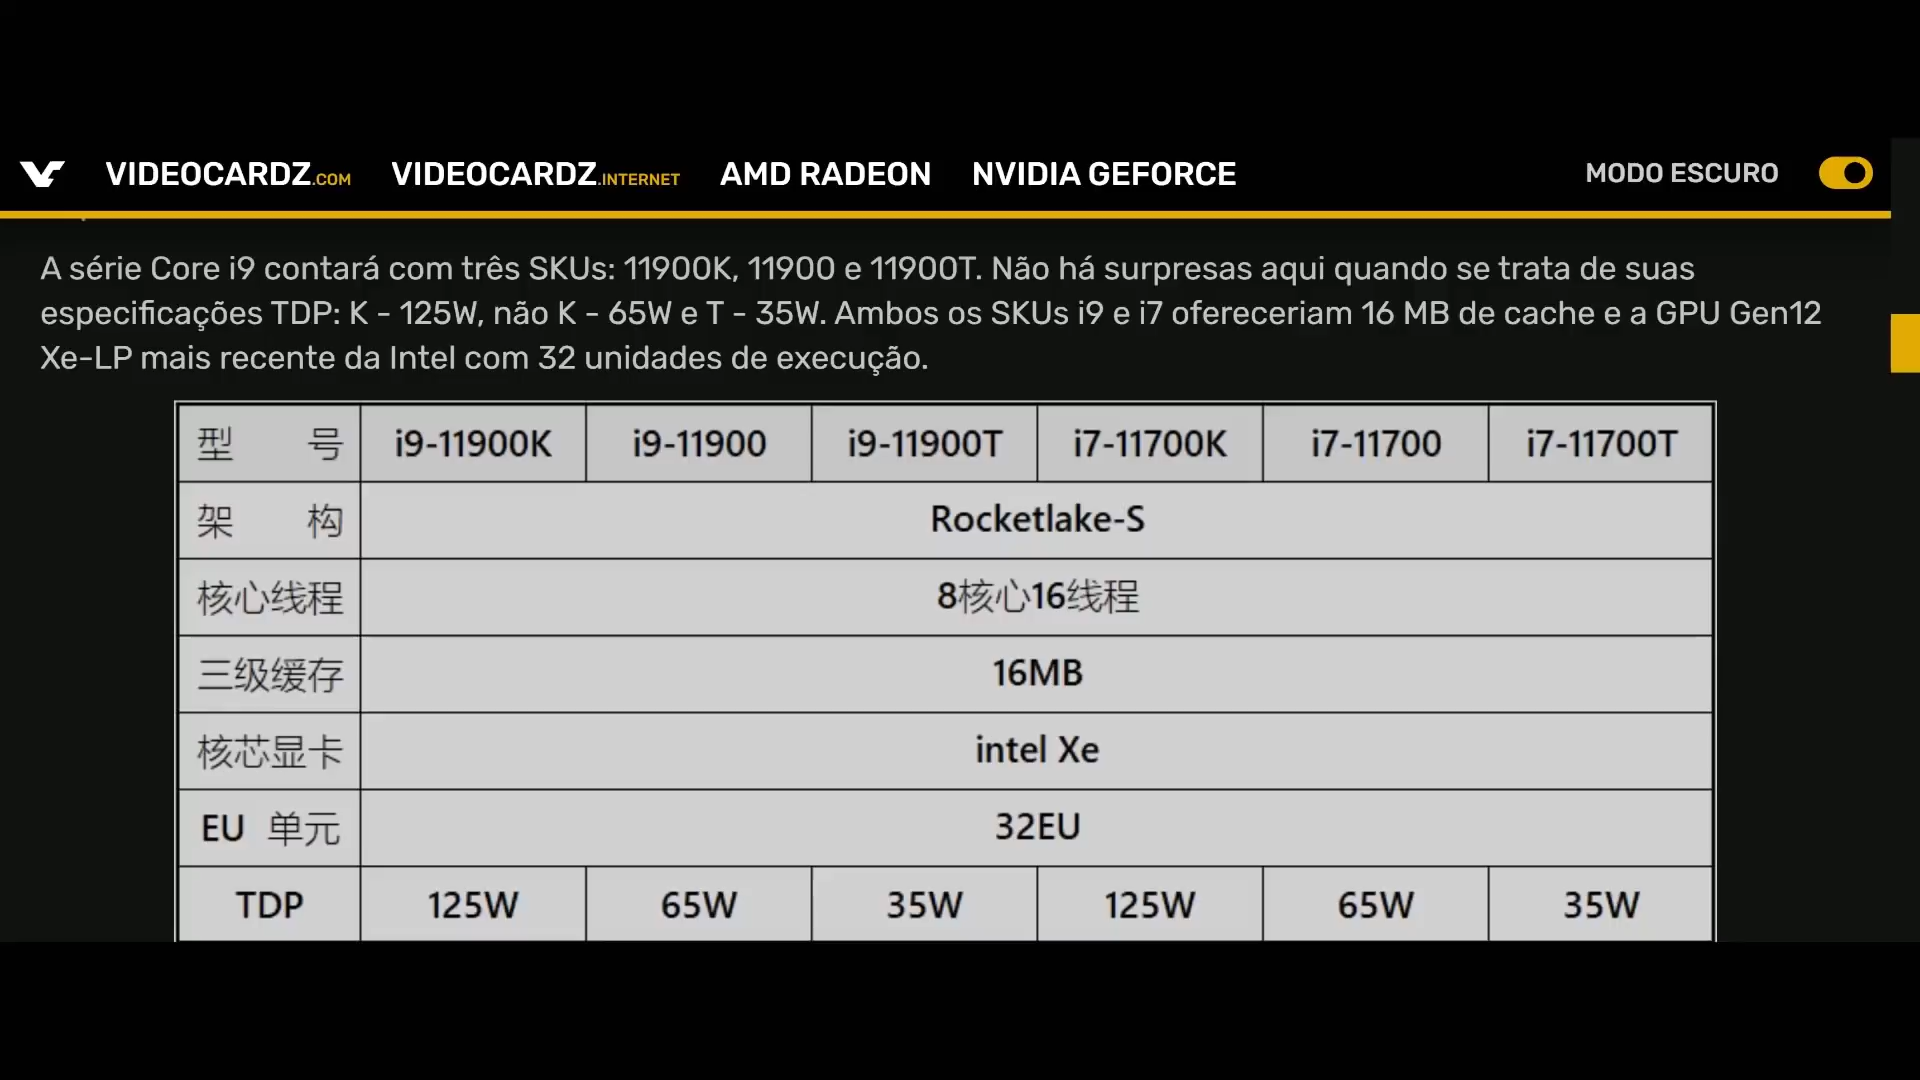 VIDEOCARDZ.COM VIDEOCARDZ.INTERNET AMD RADEON NVIDIA GEFORCE MODO ESCURO
A série Core i9 contará com três SKUs: 11900K, 11900 e 11900T. Não há surpresas aqui quando se trata de suas
especificações TDP: K - 125W, não K - 65W e T - 35W. Ambos os SKUs i9 e i7 ofereceriam 16 MB de cache e a GPU Gen12
Xe-LP mais recente da Intel com 32 unidades de execução.
型 号 i9-11900K i9-11900 i9-11900T i7-11700K i7-11700 i7-11700T
架 构 Rocketlake-S
核心线程 8核心16线程
三级缓存 16MB
核芯显卡 intel Xe
EU 单元 32EU
TDP 125W 65W 35W 125W 65W 35W